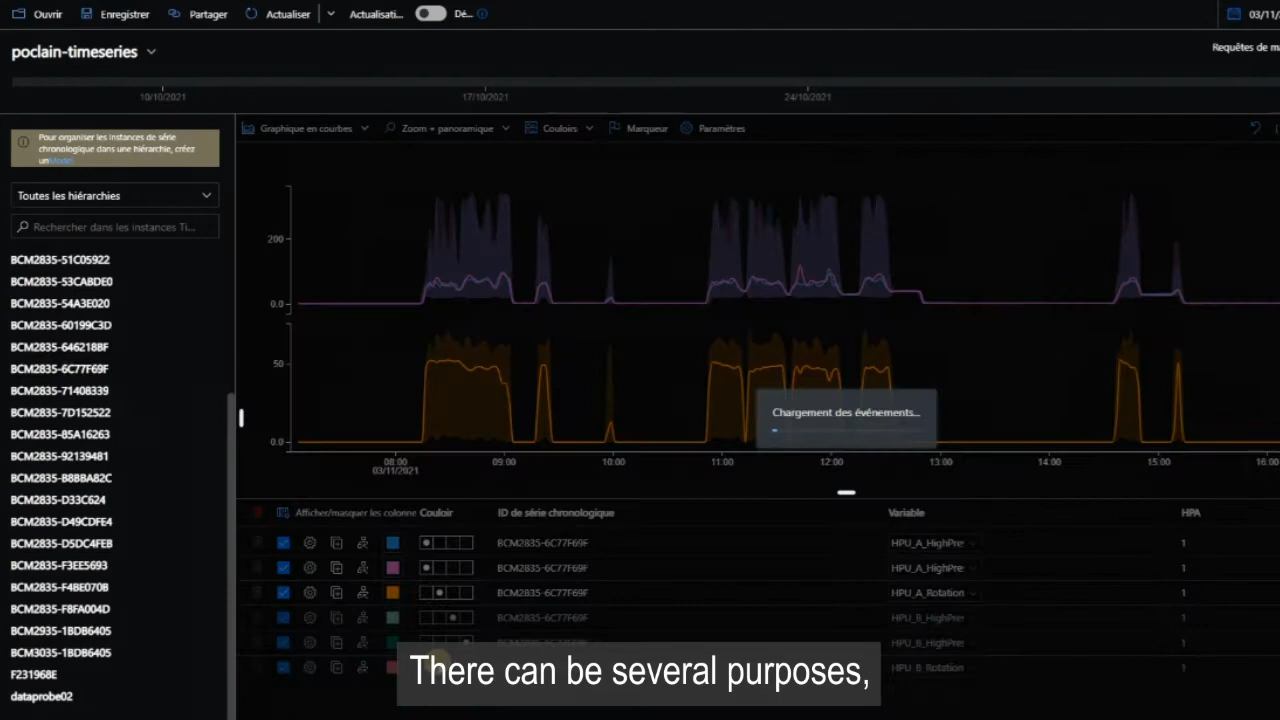 Ouvrir Enregistrer Partager Actualiser Actualisati... Dé...
poclain-timeseries
10/10/2021 17/10/2021 24/10/2021
Pour organiser les instances de série
chronologique dans une hiérarchie, créez
un Model
Toutes les hiérarchies
Rechercher dans les instances Ti...
BCM2835-51C05922
BCM2835-53CABDE0
BCM2835-54A3E020
BCM2835-60199C3D
BCM2835-646218BF
BCM2835-6C77F69F
BCM2835-71408339
BCM2835-7D152522
BCM2835-85A16263
BCM2835-92139481
BCM2835-B8BBA82C
BCM2835-D33C624
BCM2835-D49CDFE4
BCM2835-D5DC4FEB
BCM2835-F3EE5693
BCM2835-F4BE070B
BCM2835-F8FA004D
BCM2935-1BDB6405
BCM3035-1BDB6405
F231968E
dataprobe02
Graphique en courbes Zoom + panoramique Couloirs Marqueur Paramètres
200
0.0
50
0.0
Chargement des événements...
08:00 09:00 10:00 11:00 12:00 13:00 14:00 15:00 16:00
03/11/2021
Afficher/masquer les colonne Couloir ID de série chronologique Variable HPA
BCM2835-6C77F69F HPU_A_HighPre 1
BCM2835-6C77F69F HPU_A_HighPre 1
BCM2835-6C77F69F HPU_A_Rotation 1
BCM2835-6C77F69F HPU_B_HighPre 1
HPU_B_HighPre 1
HPU_B_Rotation 1
There can be several purposes,